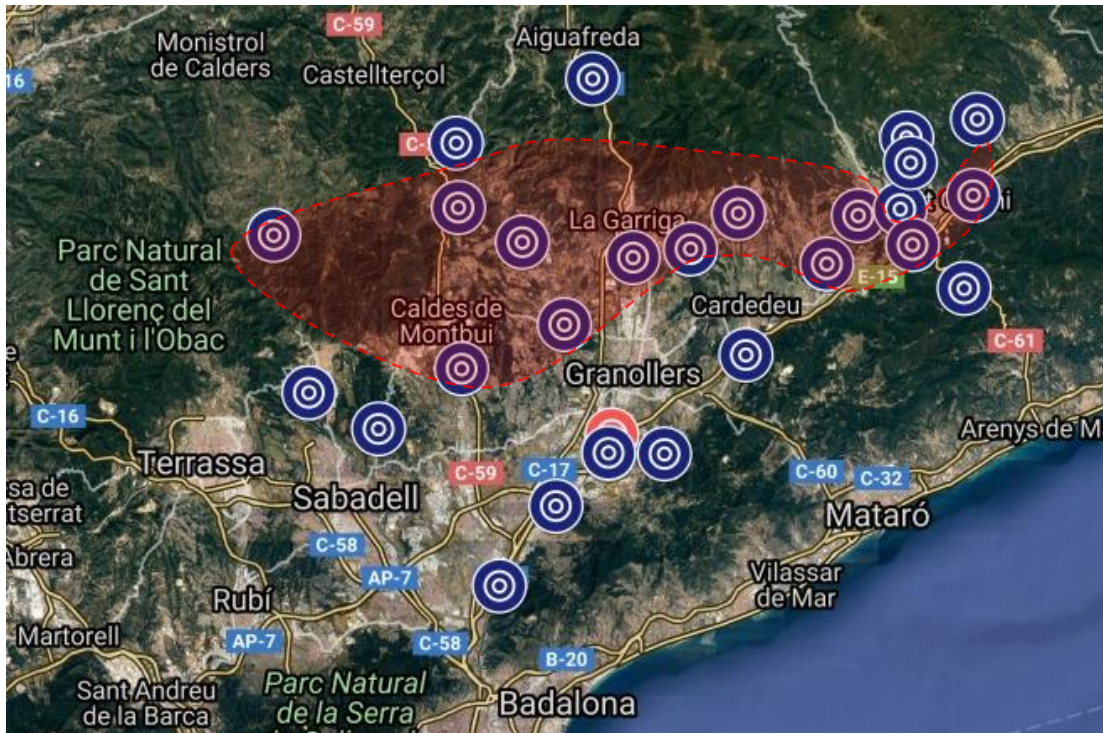 C-59
Monistrol
de Calders
Castellterçol
Aiguafreda
16
Parc Natural
de Sant
Llorenç del
Munt i l'Obac
La Garriga
E-15
Caldes de
Montbui
Cardedeu
Granollers
C-61
C-16
Terrassa
Sabadell
C-59
C-17
C-60
C-32
Arenys de M
Mataró
C-58
AP-7
Abrera
Rubí
Vilassar
de Mar
Martorell
AP-7
C-58
B-20
Sant Andreu
de la Barca
Parc Natural
de la Serra
Badalona